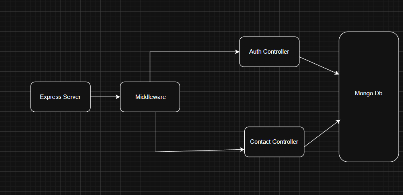 Auth Controller
Express Server
Middleware
Mongo Db
Contact Controller